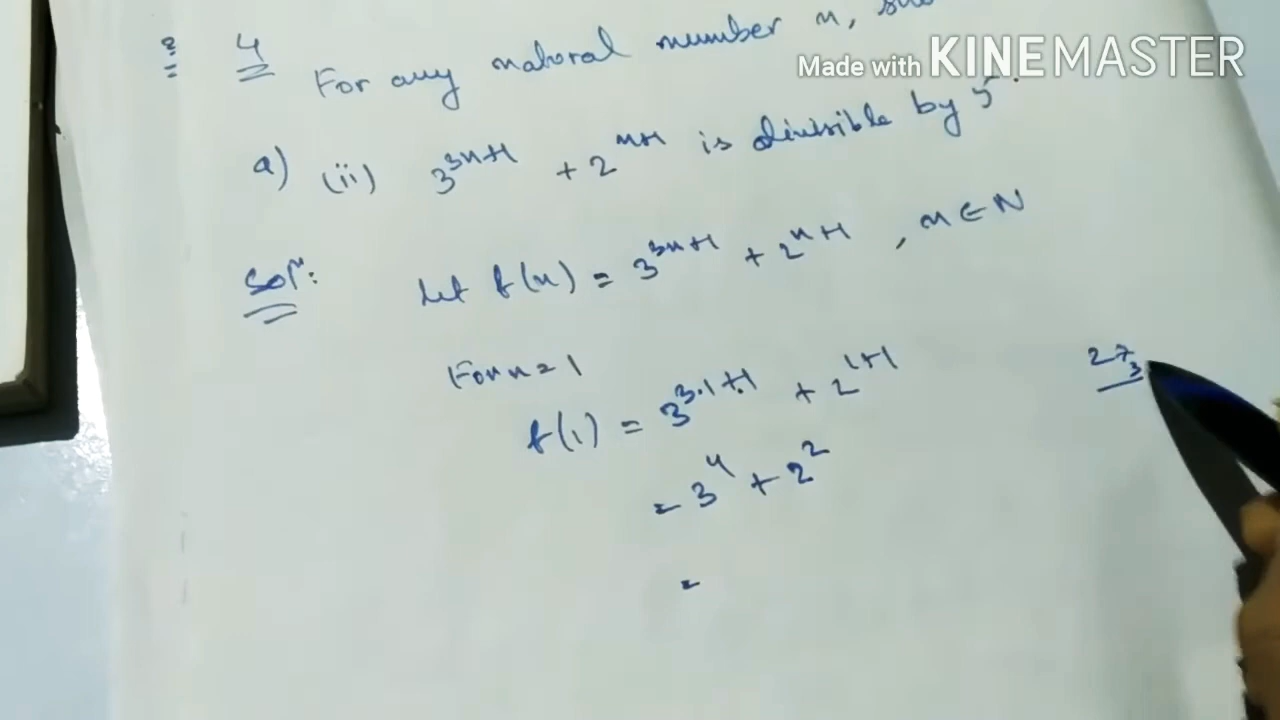 4 For any natural number n,
Made with KINEMASTER
a) (ii) 3^{3n+1} + 2^{n+1} is divisible by 5.
Solⁿ: Let f(n) = 3^{3n+1} + 2^{n+1} , n ∈ N
For n = 1
f(1) = 3^{3.1+1} + 2^{1+1}
= 3^4 + 2^2
=
27
3